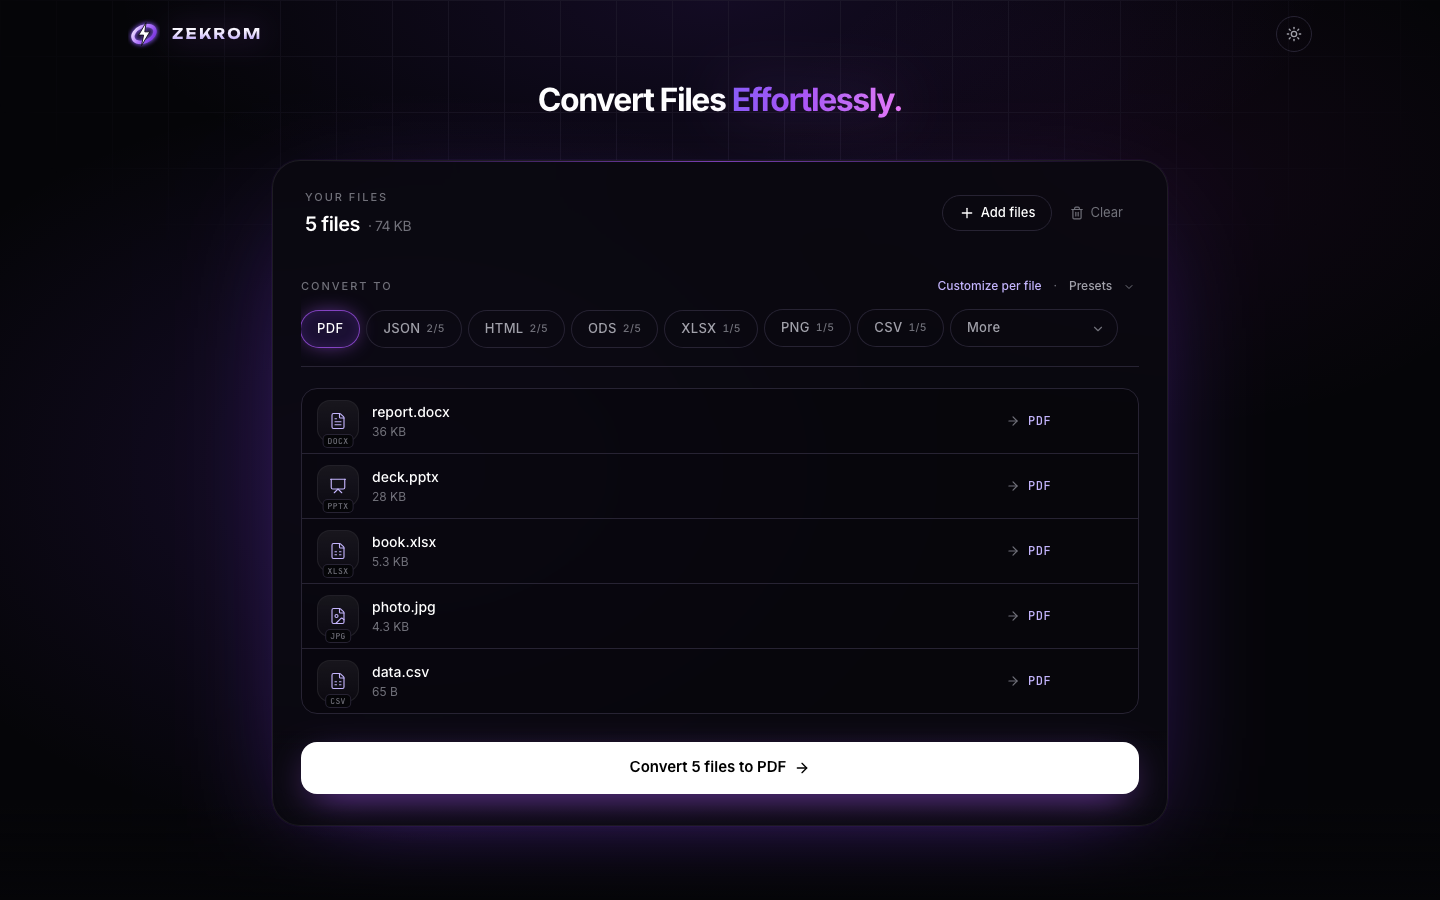 ZEKROM
Convert Files Effortlessly.
YOUR FILES
5 files · 74 KB
Add files
Clear
CONVERT TO
Customize per file · Presets
PDF JSON 2/5 HTML 2/5 ODS 2/5 XLSX 1/5 PNG 1/5 CSV 1/5 More
report.docx
36 KB
DOCX
→ PDF
deck.pptx
28 KB
PPTX
→ PDF
book.xlsx
5.3 KB
XLSX
→ PDF
photo.jpg
4.3 KB
JPG
→ PDF
data.csv
65 B
CSV
→ PDF
Convert 5 files to PDF →